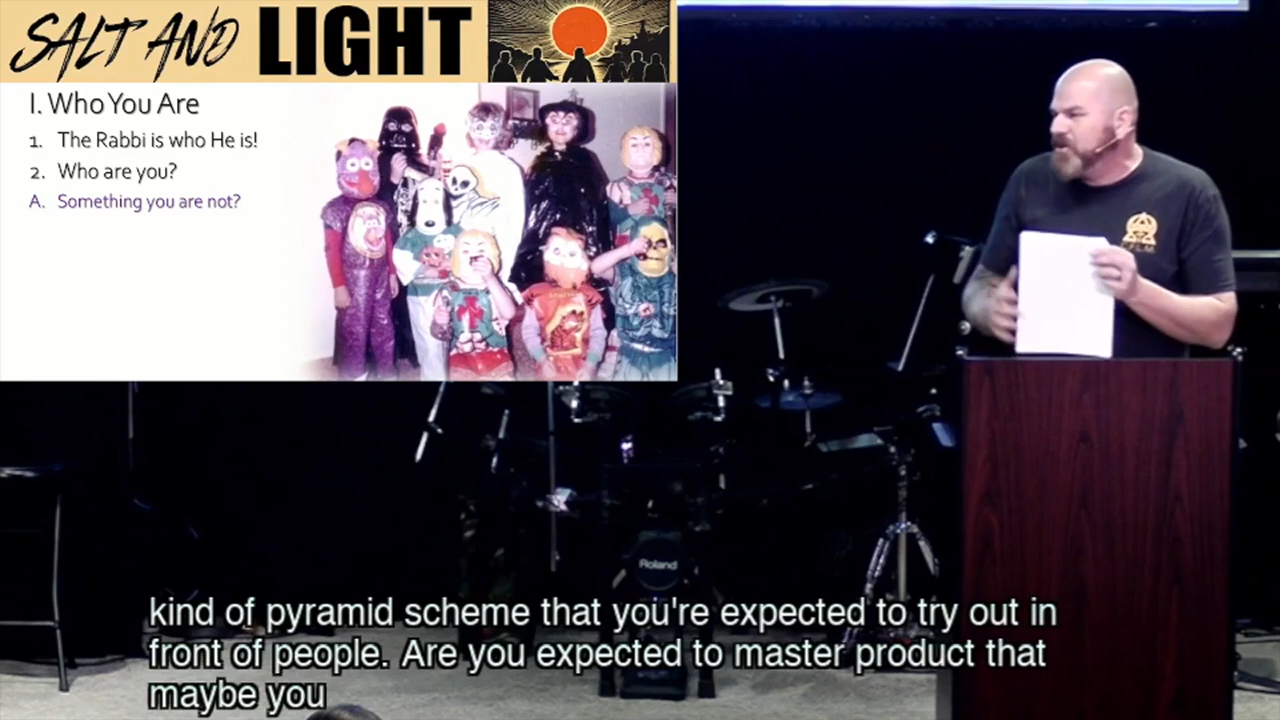 SALT AND LIGHT
I. Who You Are
1. The Rabbi is who He is!
2. Who are you?
A. Something you are not?
Roland
kind of pyramid scheme that you're expected to try out in
front of people. Are you expected to master product that
maybe you